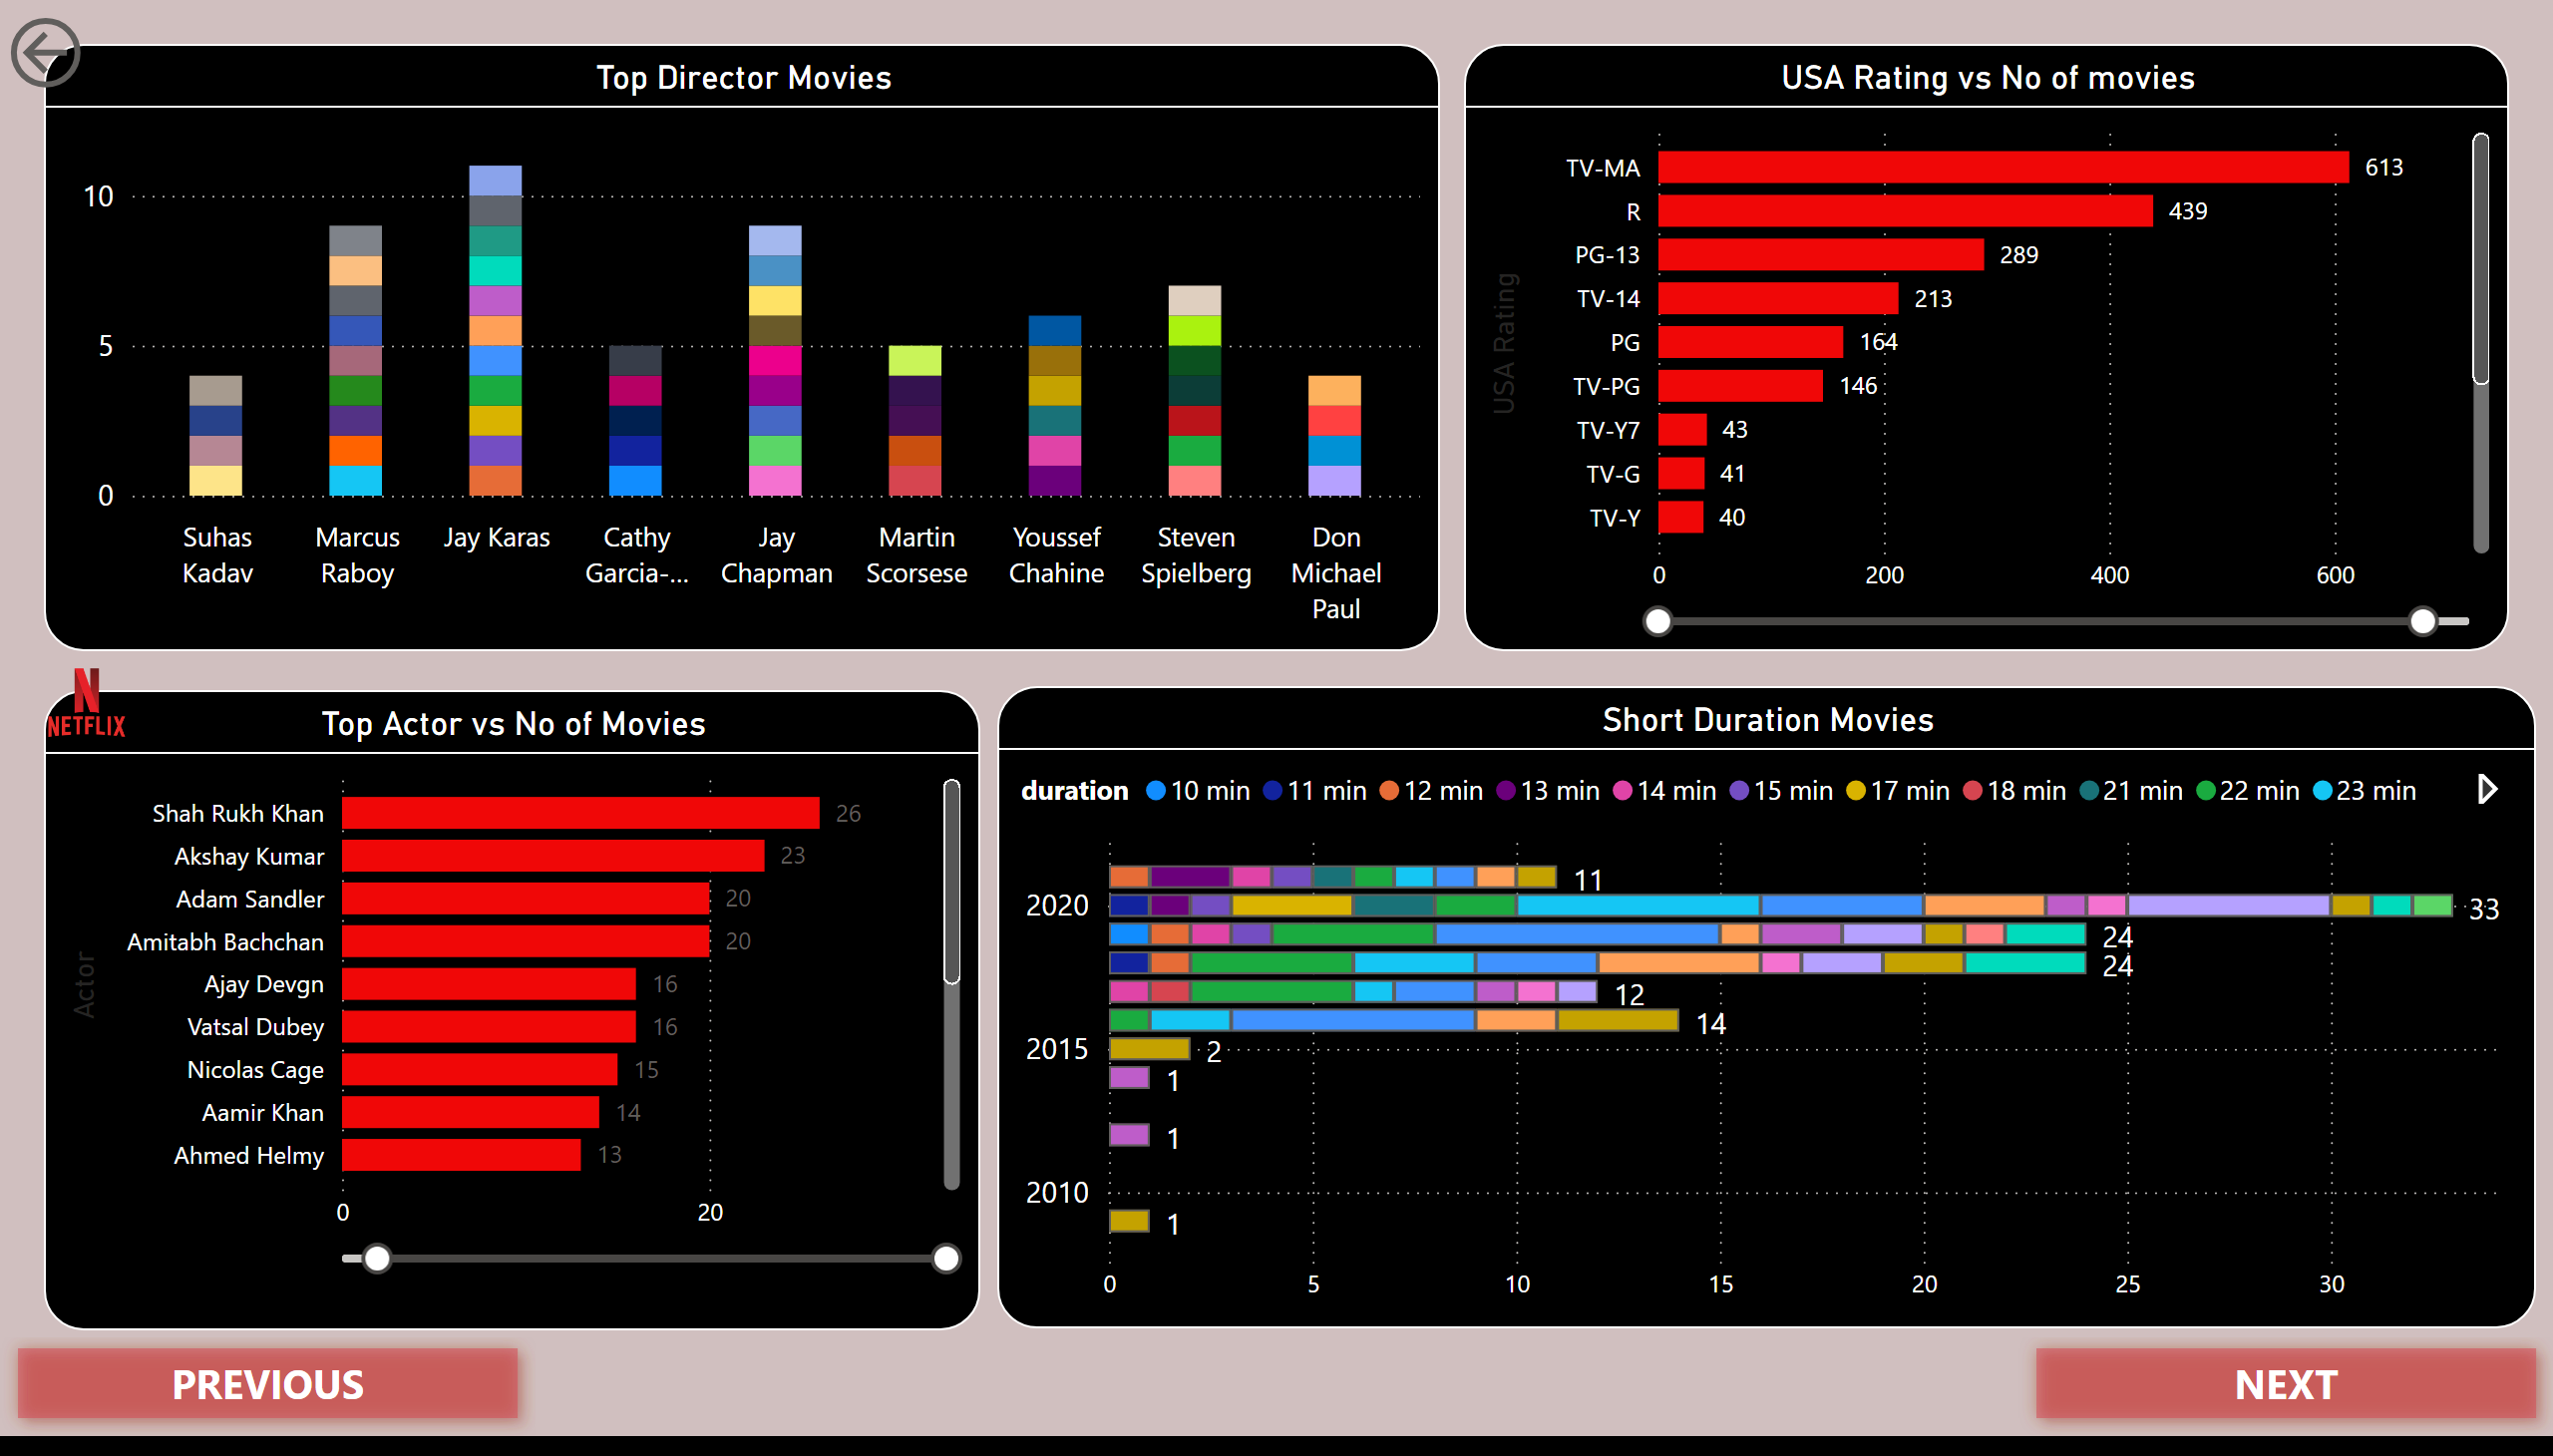 Top Director Movies
10
5
0
Suhas Kadav
Marcus Raboy
Jay Karas
Cathy Garcia-...
Jay Chapman
Martin Scorsese
Youssef Chahine
Steven Spielberg
Don Michael Paul
USA Rating vs No of movies
USA Rating
TV-MA 613
R 439
PG-13 289
TV-14 213
PG 164
TV-PG 146
TV-Y7 43
TV-G 41
TV-Y 40
0 200 400 600
N
NETFLIX
Top Actor vs No of Movies
Actor
Shah Rukh Khan 26
Akshay Kumar 23
Adam Sandler 20
Amitabh Bachchan 20
Ajay Devgn 16
Vatsal Dubey 16
Nicolas Cage 15
Aamir Khan 14
Ahmed Helmy 13
0 20
Short Duration Movies
duration 10 min 11 min 12 min 13 min 14 min 15 min 17 min 18 min 21 min 22 min 23 min
11
2020 33
24
24
12
14
2015 2
1
1
2010
1
0 5 10 15 20 25 30
PREVIOUS
NEXT